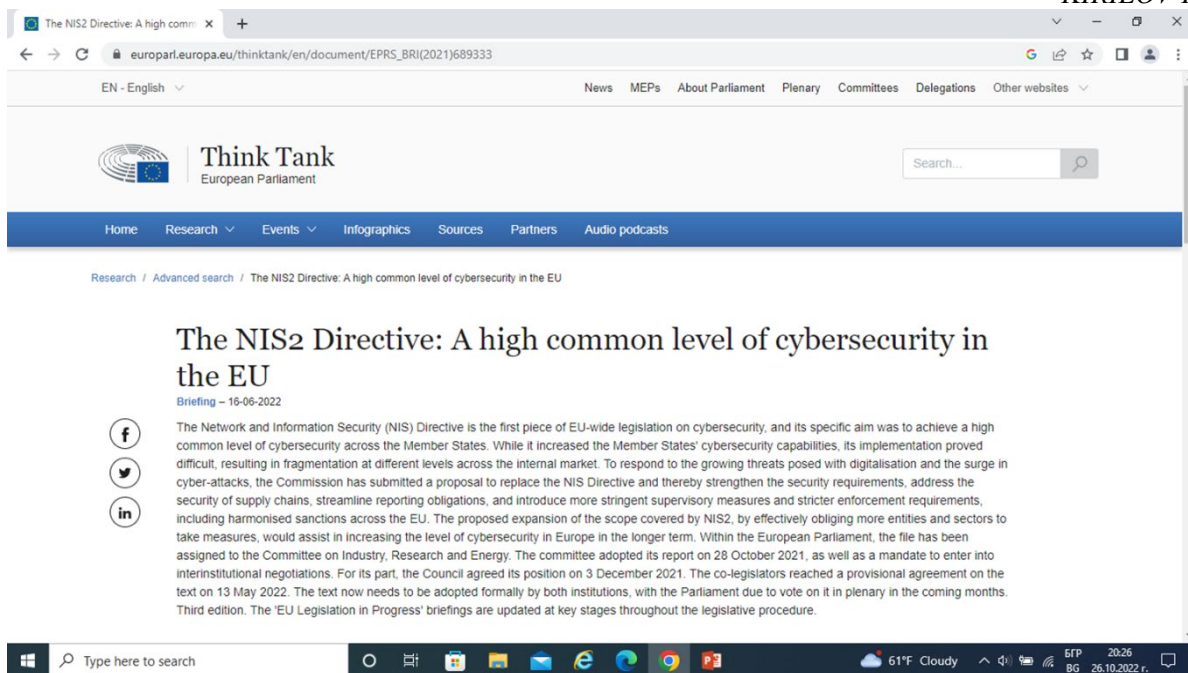 The NIS2 Directive: A high comm
europarl.europa.eu/thinktank/en/document/EPRS_BRI(2021)689333
EN - English
News MEPs About Parliament Plenary Committees Delegations Other websites
Think Tank
European Parliament
Search...
Home Research Events Infographics Sources Partners Audio podcasts
Research / Advanced search / The NIS2 Directive: A high common level of cybersecurity in the EU
The NIS2 Directive: A high common level of cybersecurity in
the EU
Briefing – 16-06-2022
The Network and Information Security (NIS) Directive is the first piece of EU-wide legislation on cybersecurity, and its specific aim was to achieve a high
common level of cybersecurity across the Member States. While it increased the Member States' cybersecurity capabilities, its implementation proved
difficult, resulting in fragmentation at different levels across the internal market. To respond to the growing threats posed with digitalisation and the surge in
cyber-attacks, the Commission has submitted a proposal to replace the NIS Directive and thereby strengthen the security requirements, address the
security of supply chains, streamline reporting obligations, and introduce more stringent supervisory measures and stricter enforcement requirements,
including harmonised sanctions across the EU. The proposed expansion of the scope covered by NIS2, by effectively obliging more entities and sectors to
take measures, would assist in increasing the level of cybersecurity in Europe in the longer term. Within the European Parliament, the file has been
assigned to the Committee on Industry, Research and Energy. The committee adopted its report on 28 October 2021, as well as a mandate to enter into
interinstitutional negotiations. For its part, the Council agreed its position on 3 December 2021. The co-legislators reached a provisional agreement on the
text on 13 May 2022. The text now needs to be adopted formally by both institutions, with the Parliament due to vote on it in plenary in the coming months.
Third edition. The 'EU Legislation in Progress' briefings are updated at key stages throughout the legislative procedure.
Type here to search
61°F Cloudy
БГР 20:26
BG 26.10.2022 г.